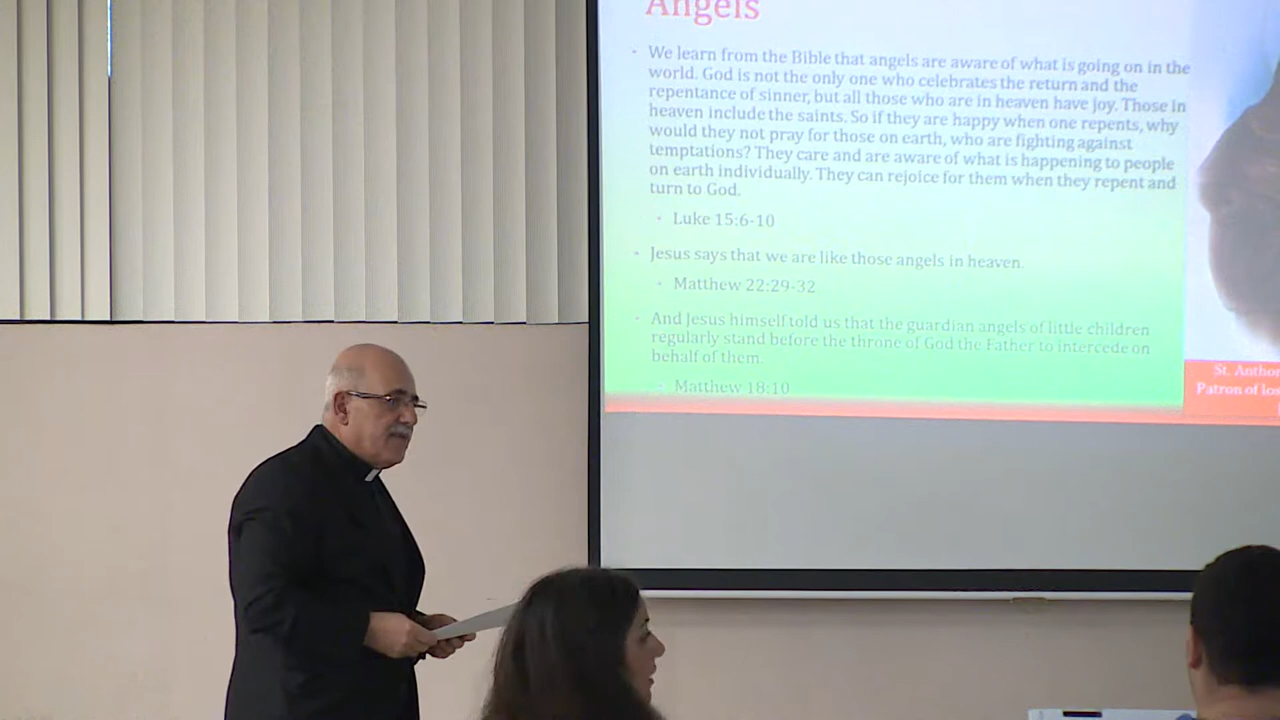 Angels
• We learn from the Bible that angels are aware of what is going on in the
world. God is not the only one who celebrates the return and the
repentance of sinner, but all those who are in heaven have joy. Those in
heaven include the saints. So if they are happy when one repents, why
would they not pray for those on earth, who are fighting against
temptations? They care and are aware of what is happening to people
on earth individually. They can rejoice for them when they repent and
turn to God.
• Luke 15:6-10
• Jesus says that we are like those angels in heaven.
• Matthew 22:29-32
• And Jesus himself told us that the guardian angels of little children
regularly stand before the throne of God the Father to intercede on
behalf of them.
• Matthew 18:10
St.
Patron of